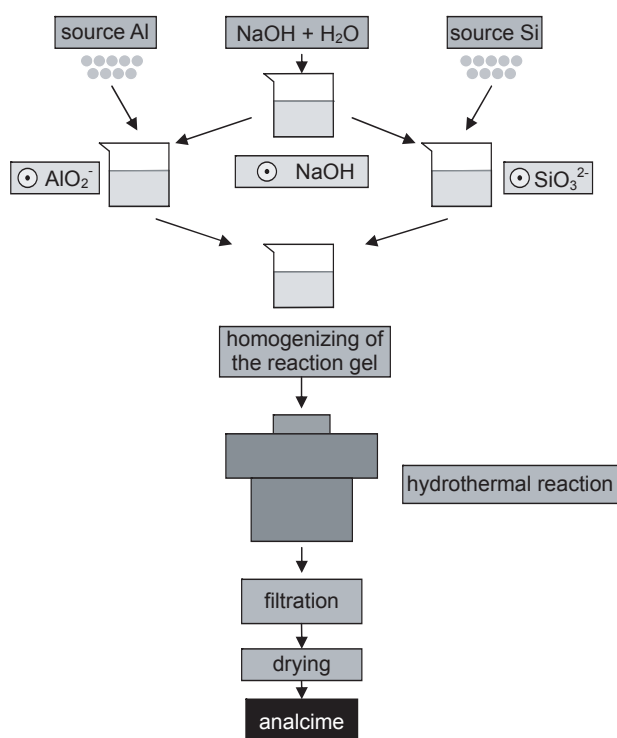 source Al
NaOH + H₂O
source Si
⊙ AlO₂⁻
⊙ NaOH
⊙ SiO₃²⁻
homogenizing of
the reaction gel
hydrothermal reaction
filtration
drying
analcime